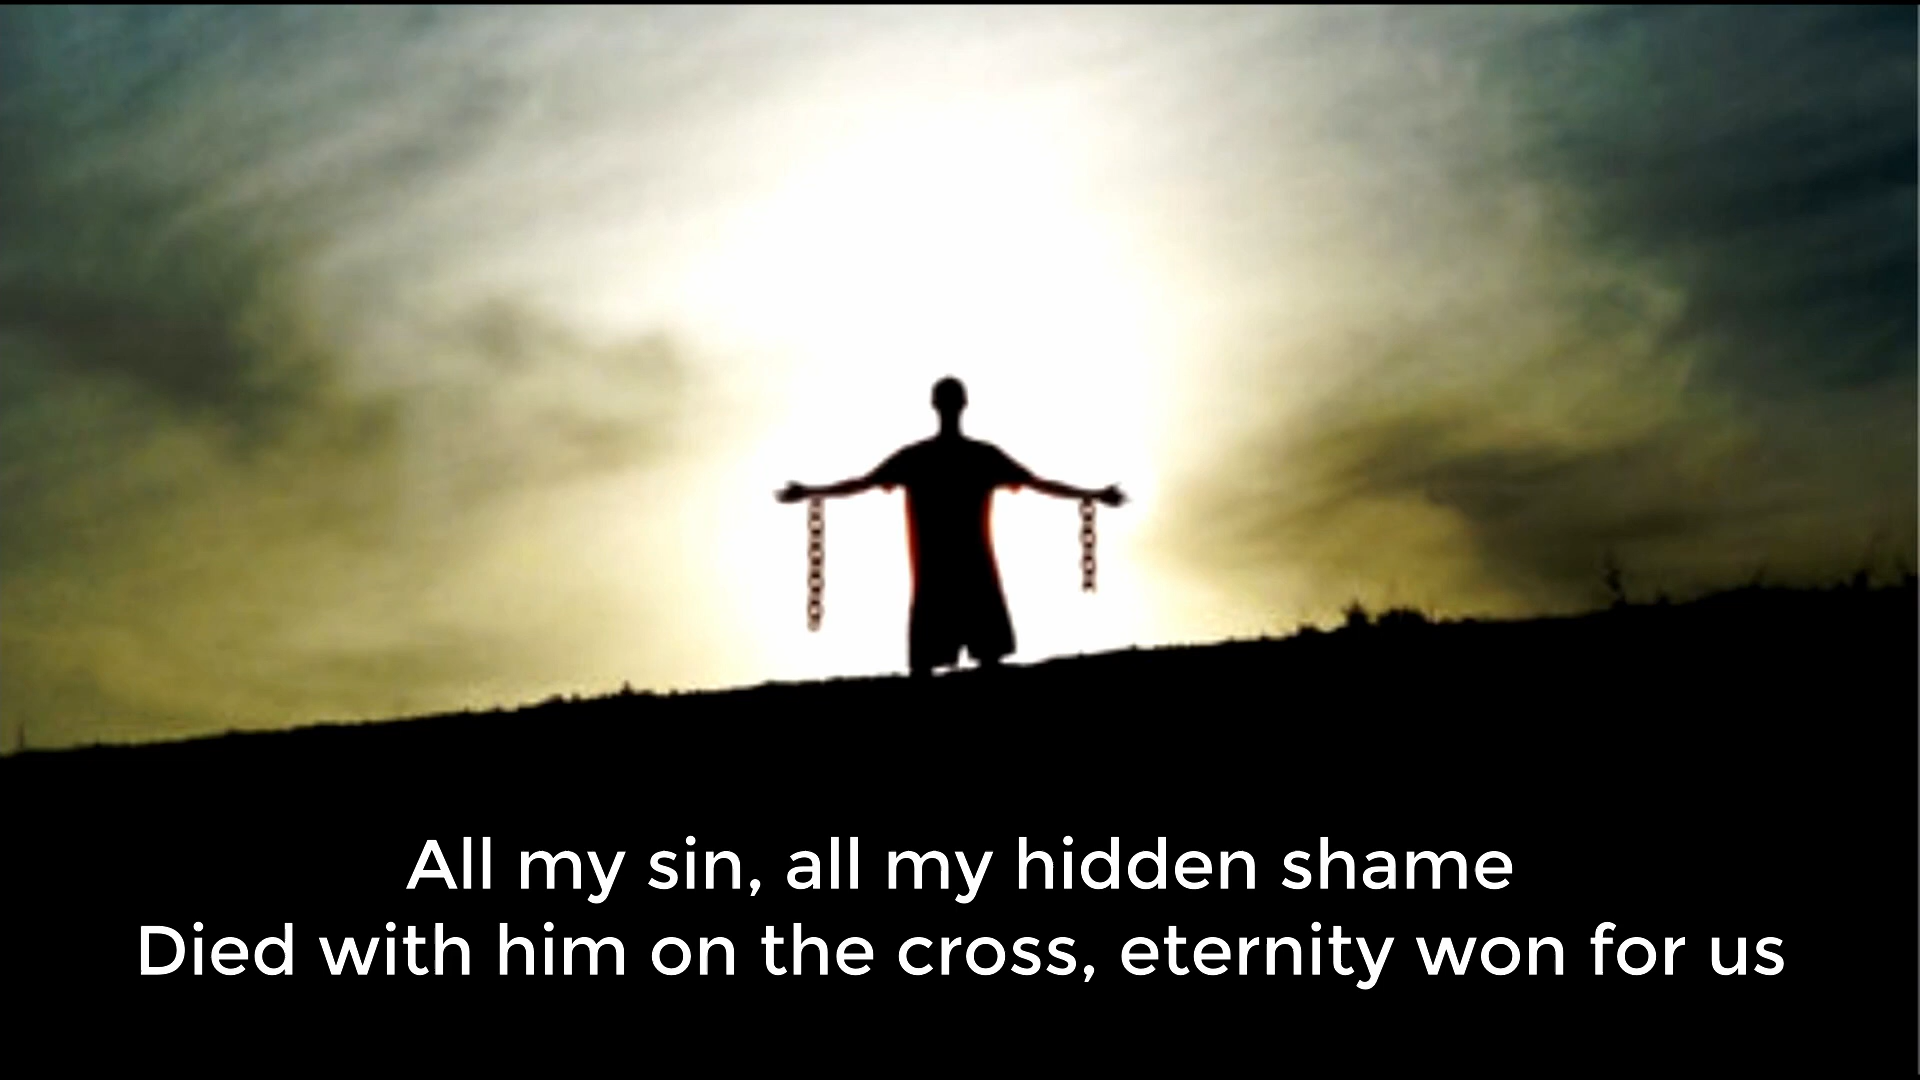 All my sin, all my hidden shame
Died with him on the cross, eternity won for us